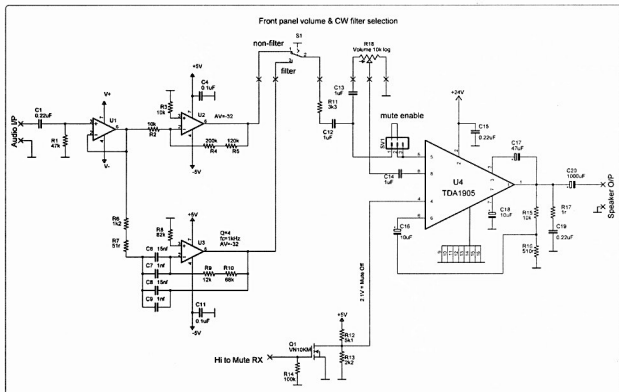 Front panel volume & CW filter selection
S1
R16
Volume 10k log
non-filter
filter
+5V
C4
0.1uF
R3
10k
U2
AV=-32
C1
0.22uF
Audio I/P
R1
47k
V+
U1
V-
10k
R2
200k
R4
120k
R5
-5V
R11
3k3
C12
1uF
C13
1uF
mute enable
SV1
C14
1uF
+24V
C15
0.22uF
U4
TDA1905
C17
47uF
C20
1000uF
Speaker O/P
C16
10uF
C18
10uF
R15
10k
R17
1r
C19
0.22uF
510r
R6
1k2
R7
51r
+5V
R8
82k
U3
Q=4
fc=1kHz
AV=-32
C6
15nf
C7
1nf
C8
15nf
C9
1nf
R9
12k
R10
68k
C11
0.1uF
-5V
2.1V = Mute Off
+5V
R12
5k1
R13
2k2
Q1
VN10KM
Hi to Mute RX
R14
100k